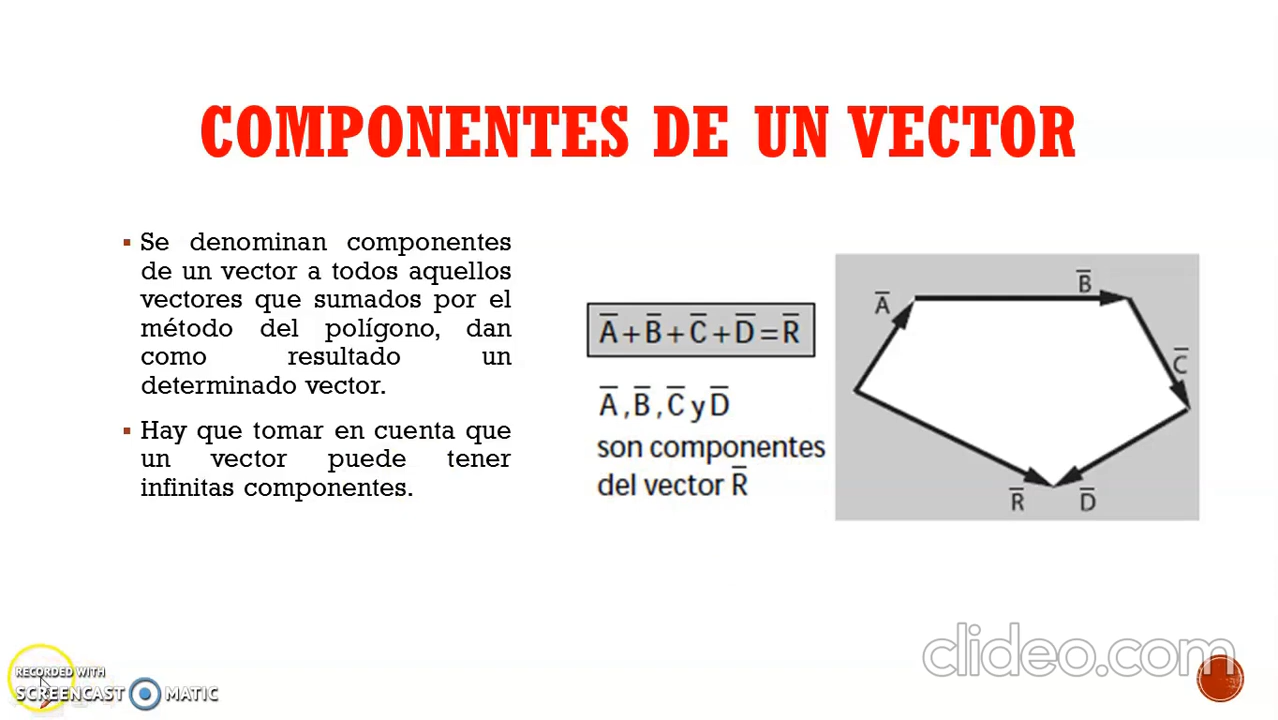 COMPONENTES DE UN VECTOR
Se denominan componentes
de un vector a todos aquellos
vectores que sumados por el
método del polígono, dan
como resultado un
determinado vector.
Hay que tomar en cuenta que
un vector puede tener
infinitas componentes.
A̅ + B̅ + C̅ + D̅ = R̅
A̅ , B̅ , C̅ y D̅
son componentes
del vector R̅
A̅
B̅
C̅
R̅
D̅
RECORDED WITH
SCREENCAST MATIC
clideo.com